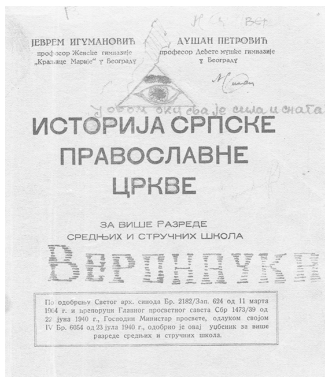 ЈЕВРЕМ ИГУМАНОВИЋ
професор Женске гимназије
„Краљице Марије“ у Београду
ДУШАН ПЕТРОВИЋ
професор Девете мушке гимназије
у Београду
ИСТОРИЈА СРПСКЕ
ПРАВОСЛАВНЕ
ЦРКВЕ
ЗА ВИШЕ РАЗРЕДЕ
СРЕДЊИХ И СТРУЧНИХ ШКОЛА
ВЕРОНАУКА
По одобрењу Светог арх. синода Бр. 2182/Зап. 624 од 11 марта
и препоруци Главног просветног савета Сбр 1473/39 од
јула 1940 г., Господин Министар просвете, одлуком својом
IV Бр. 6854 од 23 јула 1940 г., одобрио је овај уџбеник за више
разреде средњих и стручних школа.